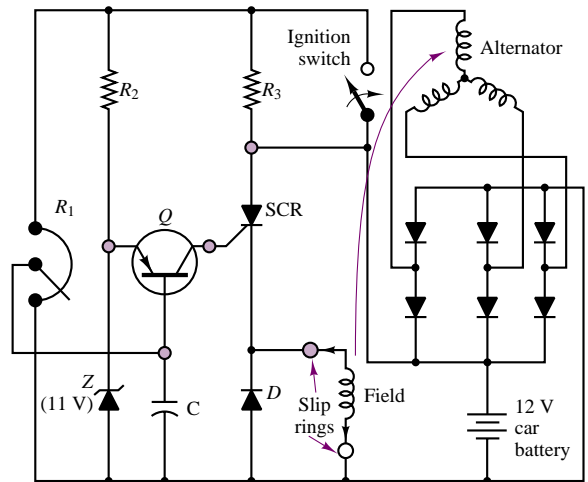 Ignition
switch
Alternator
R2
R3
R1
Q
SCR
Z
(11 V)
C
D
Slip
rings
Field
12 V
car
battery